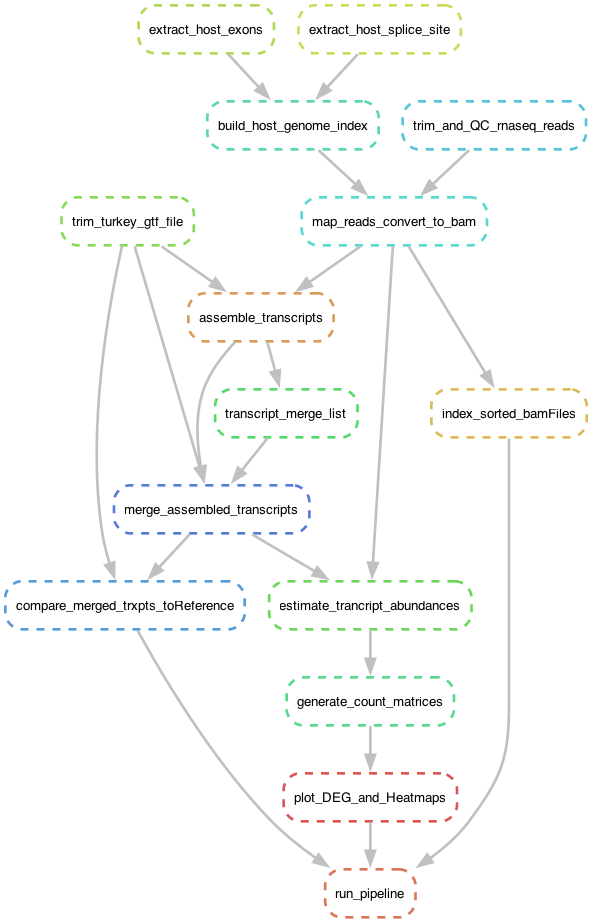 extract_host_exons
extract_host_splice_site
build_host_genome_index
trim_and_QC_rnaseq_reads
trim_turkey_gtf_file
map_reads_convert_to_bam
assemble_transcripts
transcript_merge_list
index_sorted_bamFiles
merge_assembled_transcripts
compare_merged_trxpts_toReference
estimate_trancript_abundances
generate_count_matrices
plot_DEG_and_Heatmaps
run_pipeline